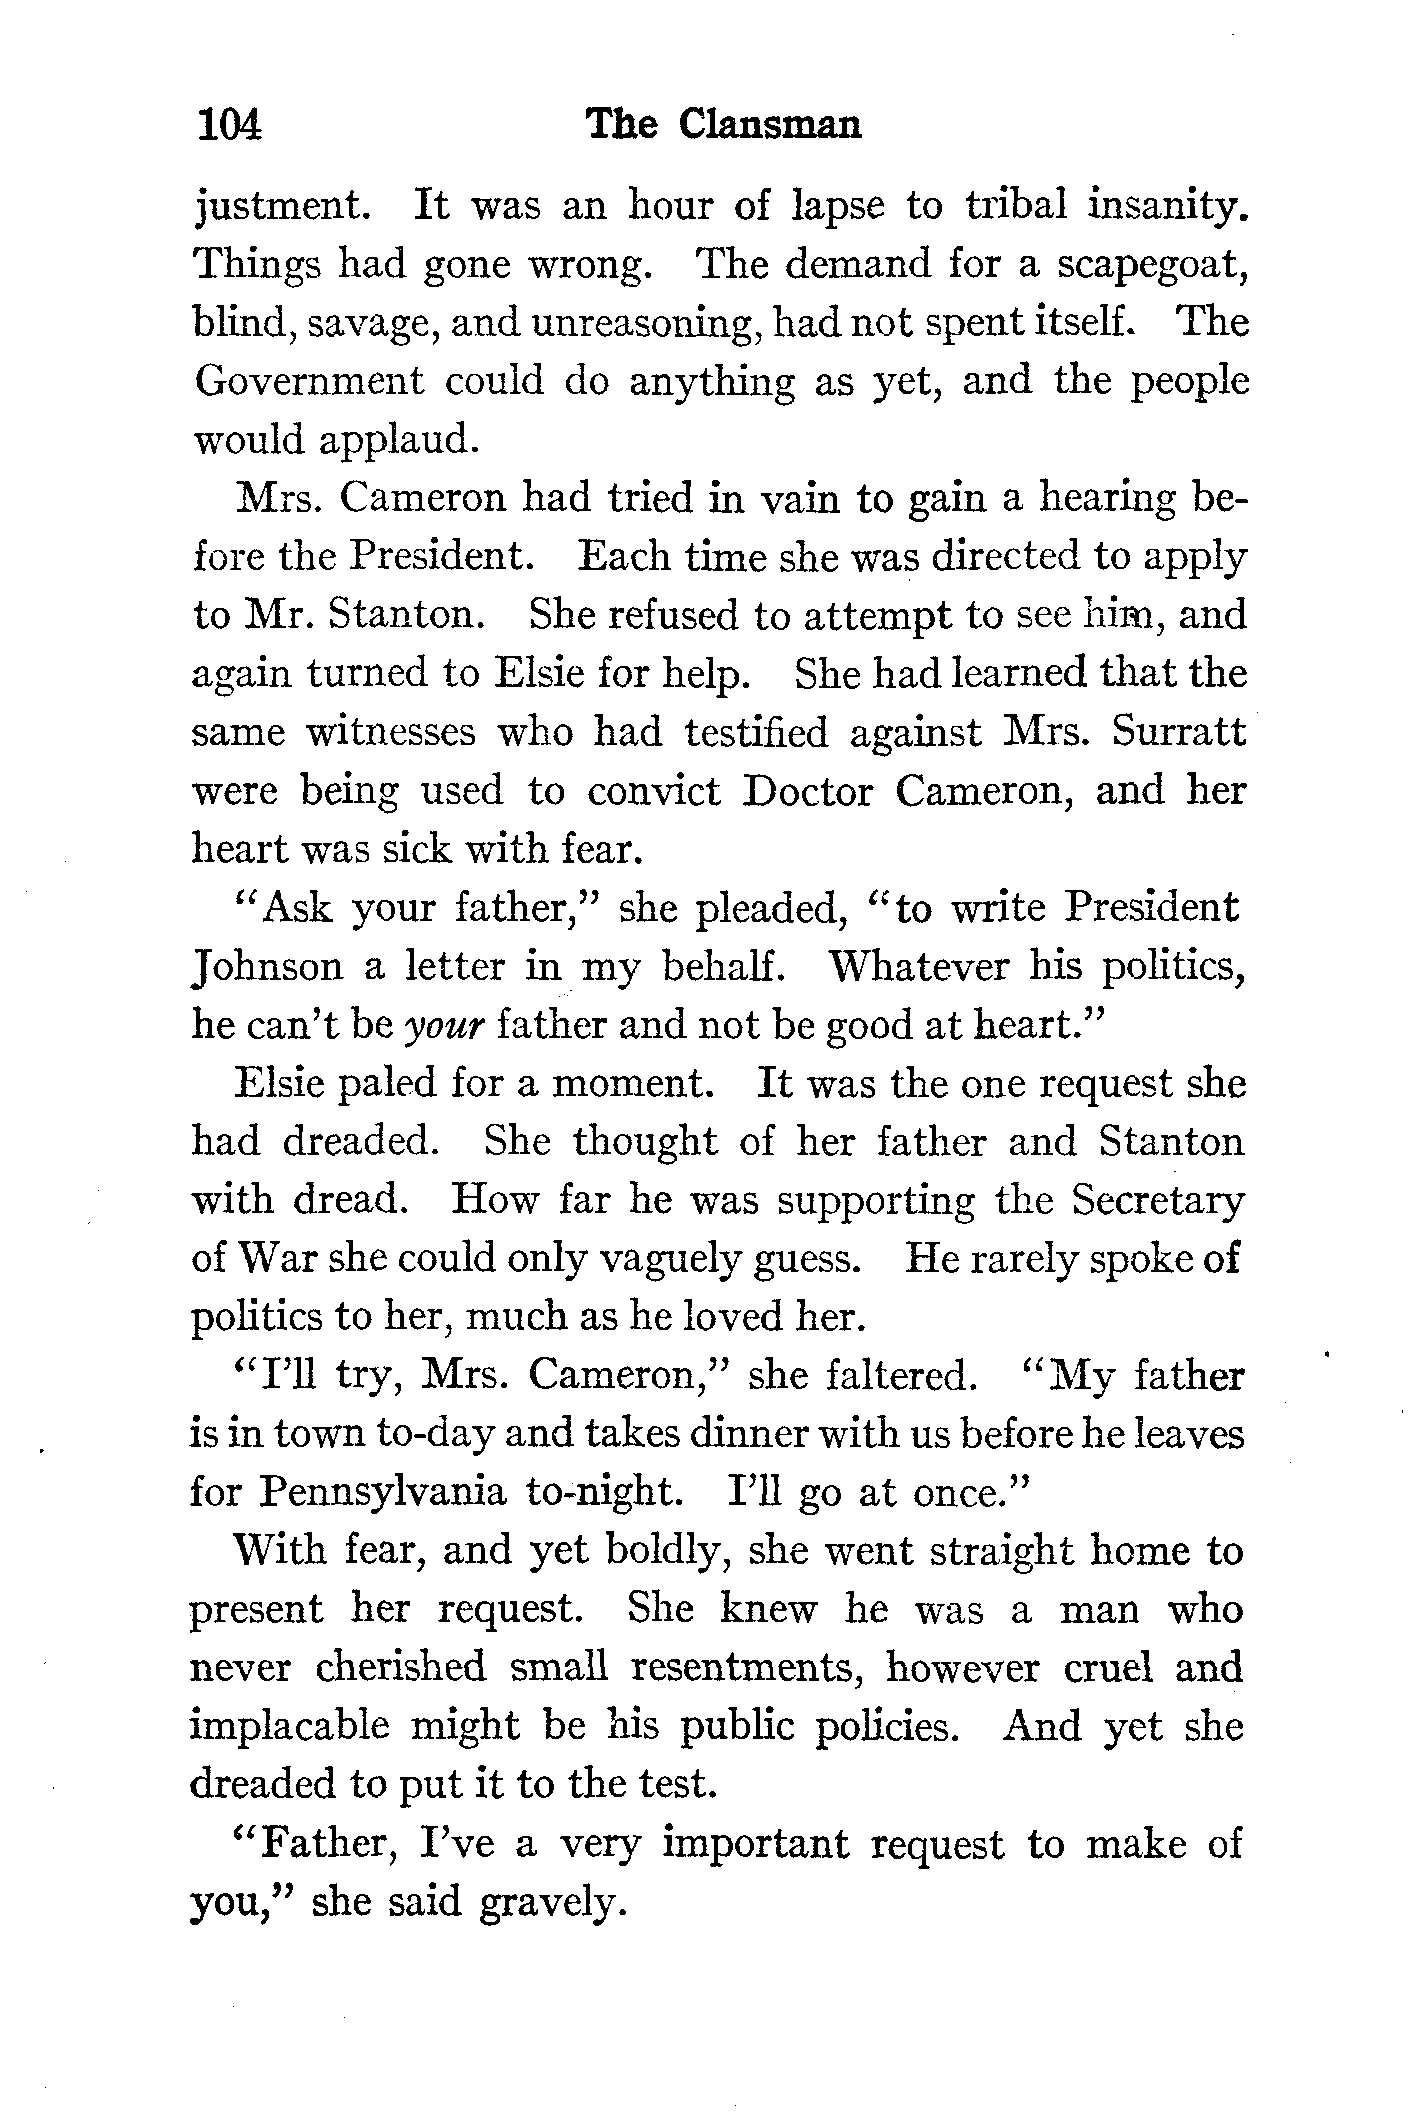 104 The Clansman
justment. It was an hour of lapse to tribal insanity.
Things had gone wrong. The demand for a scapegoat,
blind, savage, and unreasoning, had not spent itself. The
Government could do anything as yet, and the people
would applaud.
Mrs. Cameron had tried in vain to gain a hearing be-
fore the President. Each time she was directed to apply
to Mr. Stanton. She refused to attempt to see him, and
again turned to Elsie for help. She had learned that the
same witnesses who had testified against Mrs. Surratt
were being used to convict Doctor Cameron, and her
heart was sick with fear.
“Ask your father,” she pleaded, “to write President
Johnson a letter in my behalf. Whatever his politics,
he can’t be your father and not be good at heart.”
Elsie paled for a moment. It was the one request she
had dreaded. She thought of her father and Stanton
with dread. How far he was supporting the Secretary
of War she could only vaguely guess. He rarely spoke of
politics to her, much as he loved her.
“I’ll try, Mrs. Cameron,” she faltered. “My father
is in town to-day and takes dinner with us before he leaves
for Pennsylvania to-night. I’ll go at once.”
With fear, and yet boldly, she went straight home to
present her request. She knew he was a man who
never cherished small resentments, however cruel and
implacable might be his public policies. And yet she
dreaded to put it to the test.
“Father, I’ve a very important request to make of
you,” she said gravely.